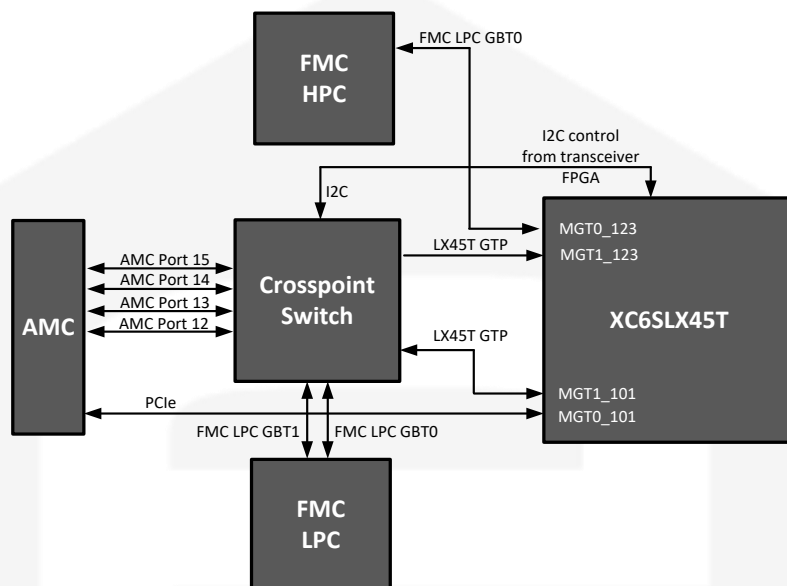 FMC LPC GBT0
FMC
HPC
I2C control
from transceiver
FPGA
I2C
MGT0_123
LX45T GTP
MGT1_123
AMC Port 15
AMC Port 14
AMC Port 13
AMC Port 12
Crosspoint
Switch
AMC
XC6SLX45T
LX45T GTP
MGT1_101
PCIe
MGT0_101
FMC LPC GBT1
FMC LPC GBT0
FMC
LPC